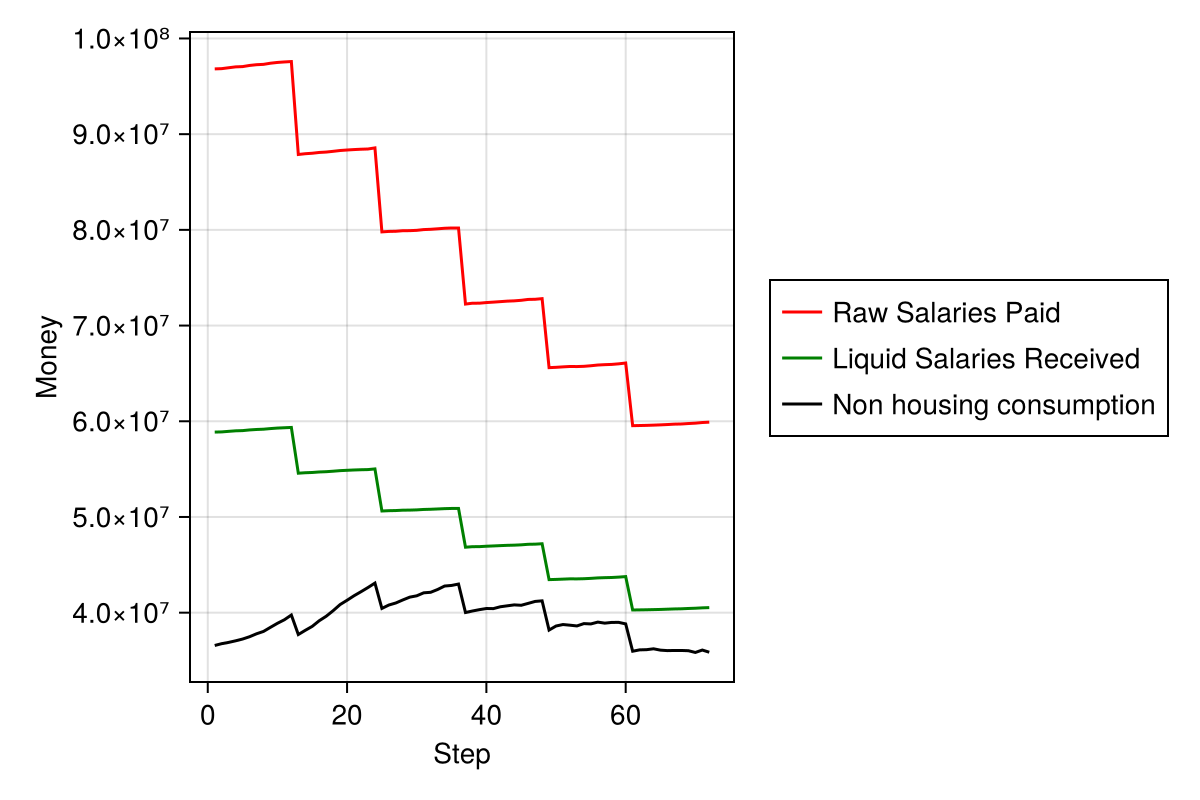 1.0×10⁸
9.0×10⁷
8.0×10⁷
7.0×10⁷
6.0×10⁷
5.0×10⁷
4.0×10⁷
Money
0 20 40 60
Step
Raw Salaries Paid
Liquid Salaries Received
Non housing consumption